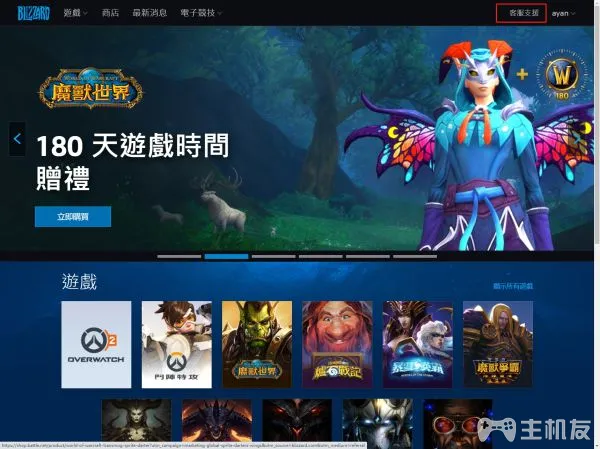 BLIZZARD 遊戲 商店 最新消息 電子競技 客服支援 ayan
WORLD OF WARCRAFT
魔獸世界
W
180
180 天遊戲時間
贈禮
立即購買
遊戲
顯示所有遊戲
2
OVERWATCH
鬥陣特攻
魔獸世界
爐石戰記
暴雪英霸
魔獸爭霸
主机友